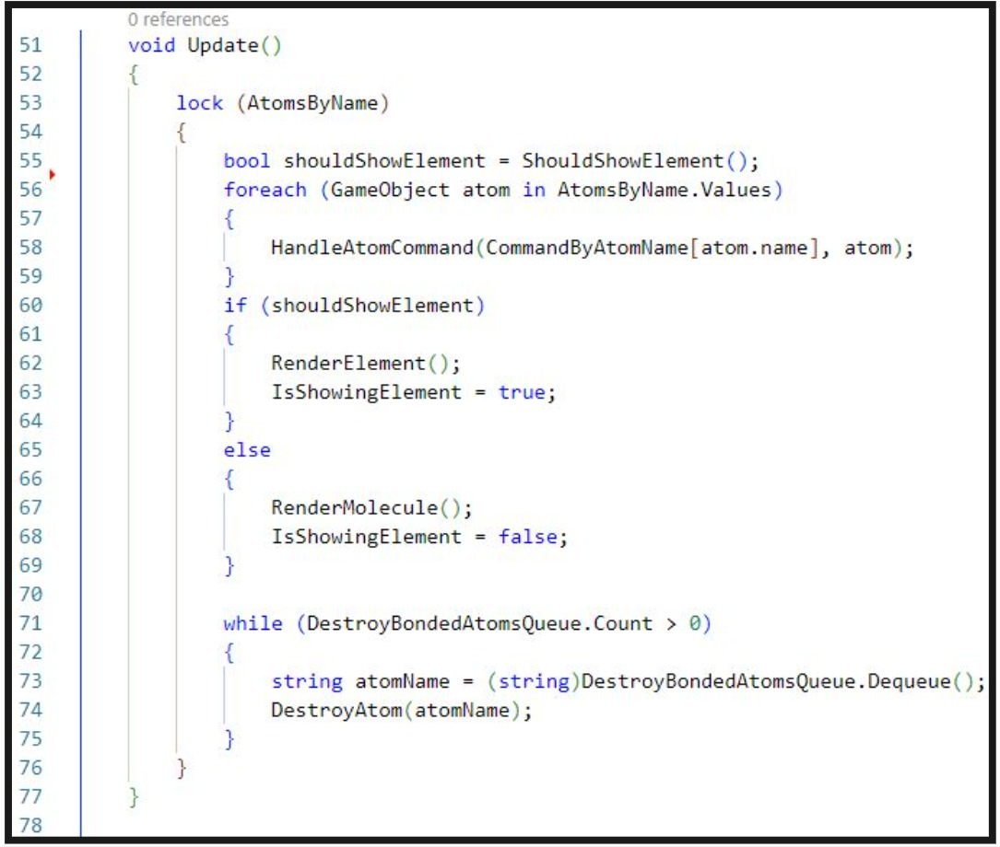 0 references
51 void Update()
52 {
53 lock (AtomsByName)
54 {
55 bool shouldShowElement = ShouldShowElement();
56 foreach (GameObject atom in AtomsByName.Values)
57 {
58 HandleAtomCommand(CommandByAtomName[atom.name], atom);
59 }
60 if (shouldShowElement)
61 {
62 RenderElement();
63 IsShowingElement = true;
64 }
65 else
66 {
67 RenderMolecule();
68 IsShowingElement = false;
69 }
70
71 while (DestroyBondedAtomsQueue.Count > 0)
72 {
73 string atomName = (string)DestroyBondedAtomsQueue.Dequeue();
74 DestroyAtom(atomName);
75 }
76 }
77 }
78